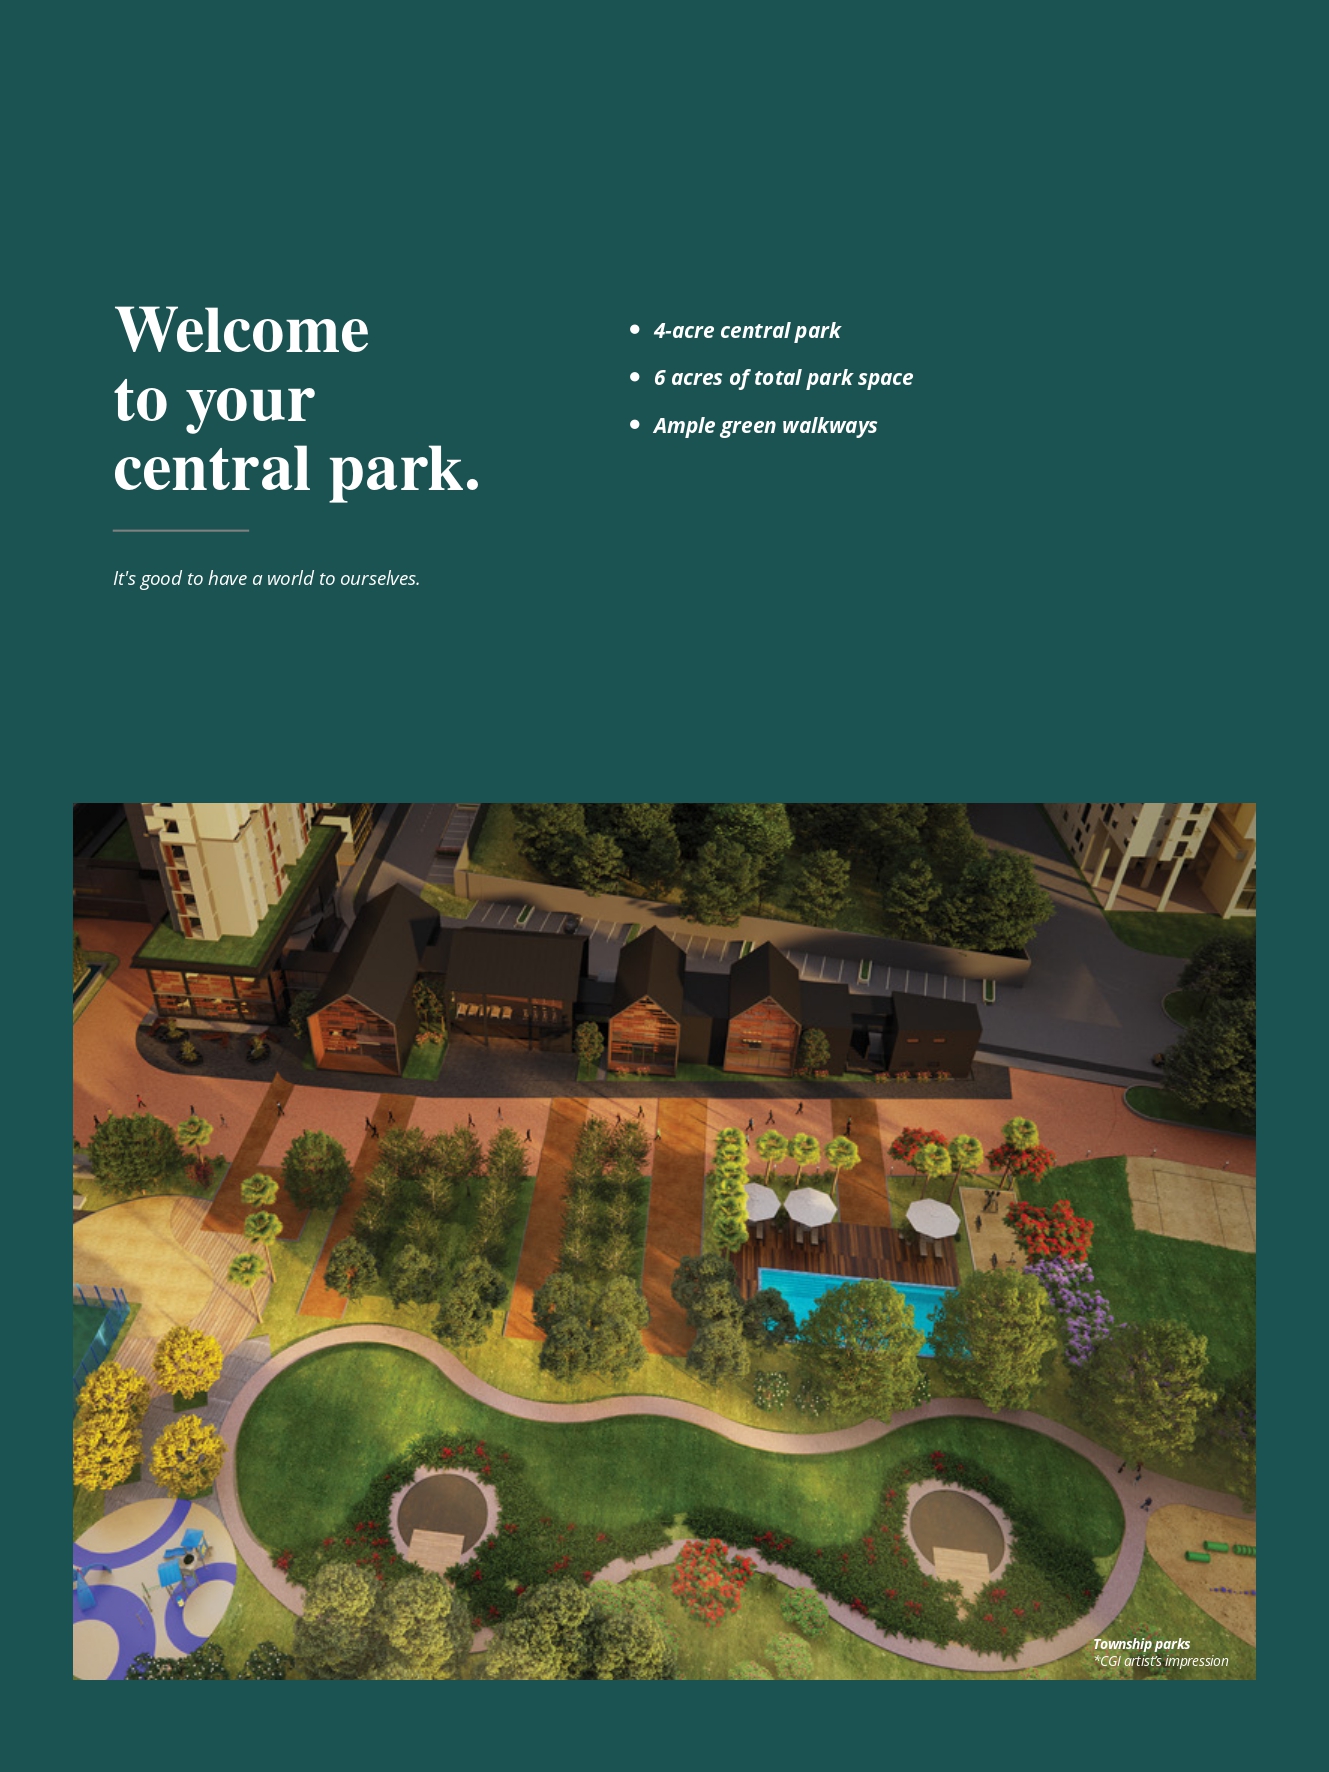 Welcome
to your
central park.
It's good to have a world to ourselves.
• 4-acre central park
• 6 acres of total park space
• Ample green walkways
Township parks
*CGI artist's impression